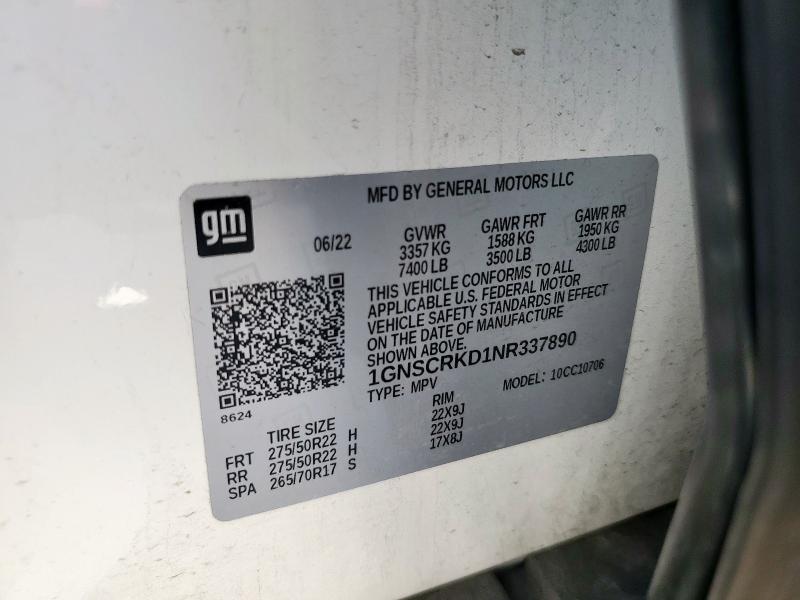 MFD BY GENERAL MOTORS LLC
gm
06/22
GVWR GAWR FRT GAWR RR
3357 KG 1588 KG 1950 KG
7400 LB 3500 LB 4300 LB
THIS VEHICLE CONFORMS TO ALL
APPLICABLE U.S. FEDERAL MOTOR
VEHICLE SAFETY STANDARDS IN EFFECT
ON THE DATE OF MANUFACTURE
SHOWN ABOVE.
1GNSCRKD1NR337890
TYPE: MPV MODEL: 10CC10706
8624
TIRE SIZE RIM
FRT 275/50R22 H 22X9J
RR 275/50R22 H 22X9J
SPA 265/70R17 S 17X8J